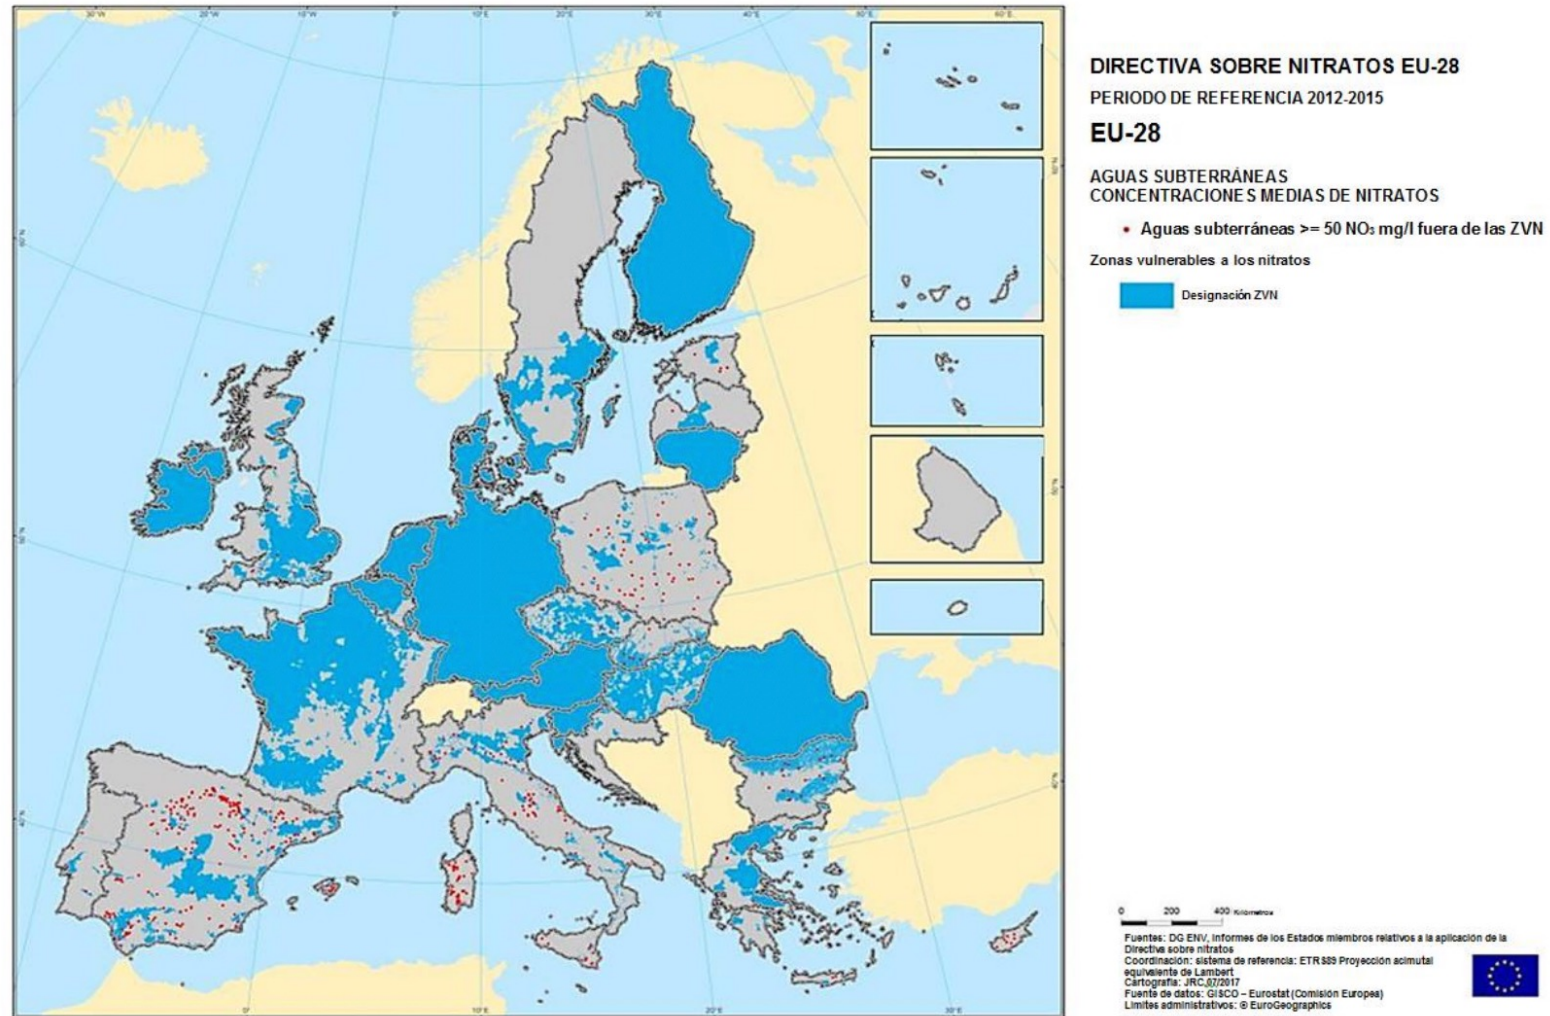 DIRECTIVA SOBRE NITRATOS EU-28
PERIODO DE REFERENCIA 2012-2015
EU-28
AGUAS SUBTERRÁNEAS
CONCENTRACIONES MEDIAS DE NITRATOS
Aguas subterráneas >= 50 NO₃ mg/l fuera de las ZVN
Zonas vulnerables a los nitratos
Designación ZVN
0 200 400 Kilómetros
Fuentes: DG ENV, Informes de los Estados miembros relativos a la aplicación de la
Directiva sobre nitratos
Coordinación: sistema de referencia: ETRS89 Proyección acimutal
equivalente de Lambert
Cartografía: JRC,07/2017
Fuente de datos: GISCO – Eurostat (Comisión Europea)
Límites administrativos: © EuroGeographics